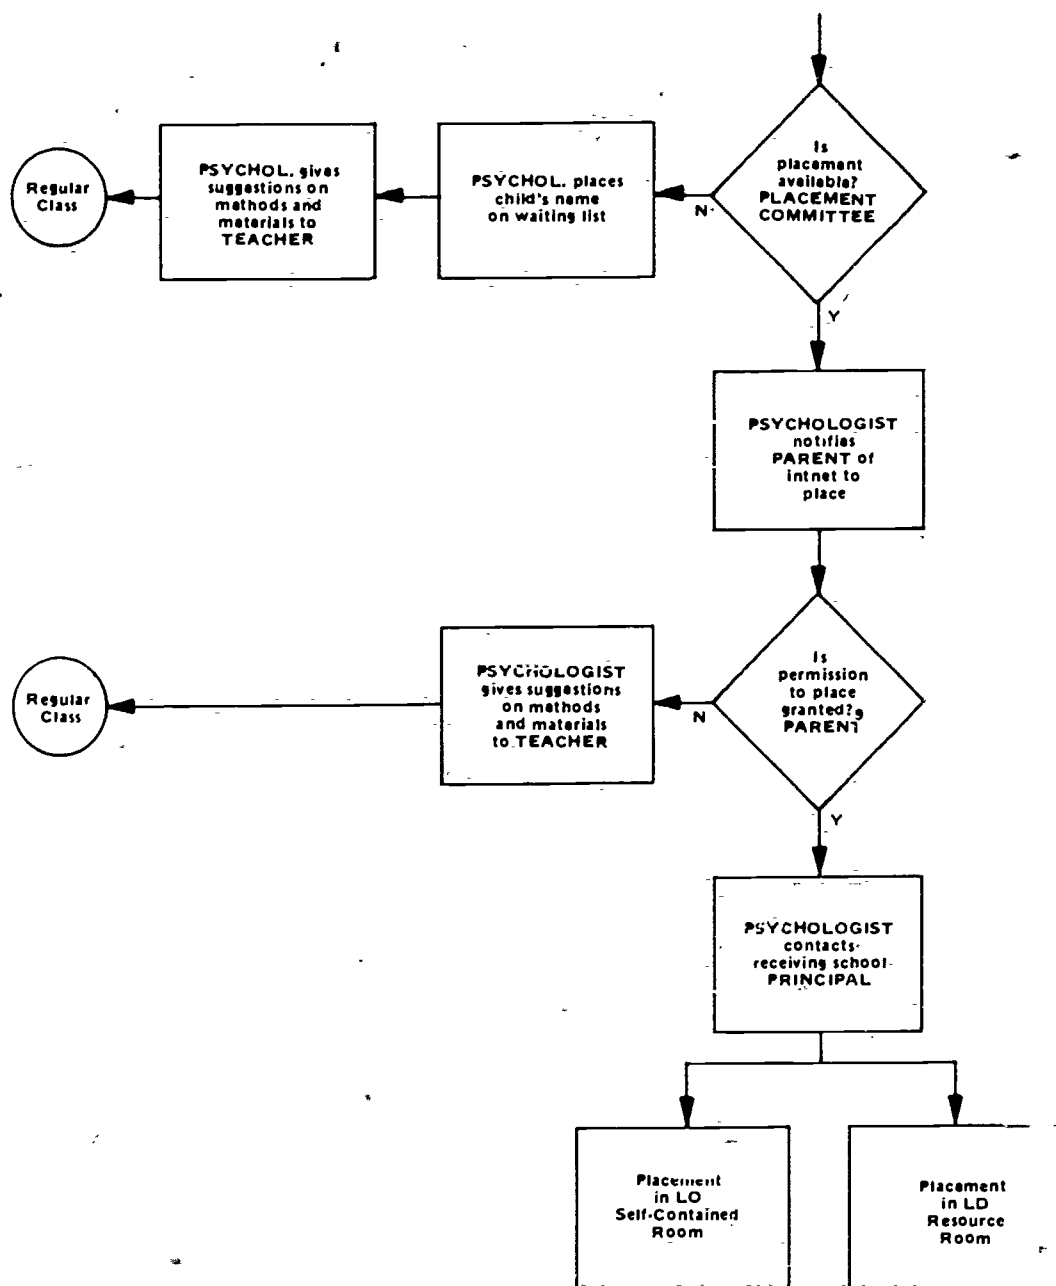 Is
placement
available?
PLACEMENT
COMMITTEE
N
Y
PSYCHOL. places
child's name
on waiting list
PSYCHOL. gives
suggestions on
methods and
materials to
TEACHER
Regular
Class
PSYCHOLOGIST
notifies
PARENT of
intnet to
place
Is
permission
to place
granted?
PARENT
N
Y
PSYCHOLOGIST
gives suggestions
on methods
and materials
to TEACHER
Regular
Class
PSYCHOLOGIST
contacts
receiving school
PRINCIPAL
Placement
in LD
Self-Contained
Room
Placement
in LD
Resource
Room